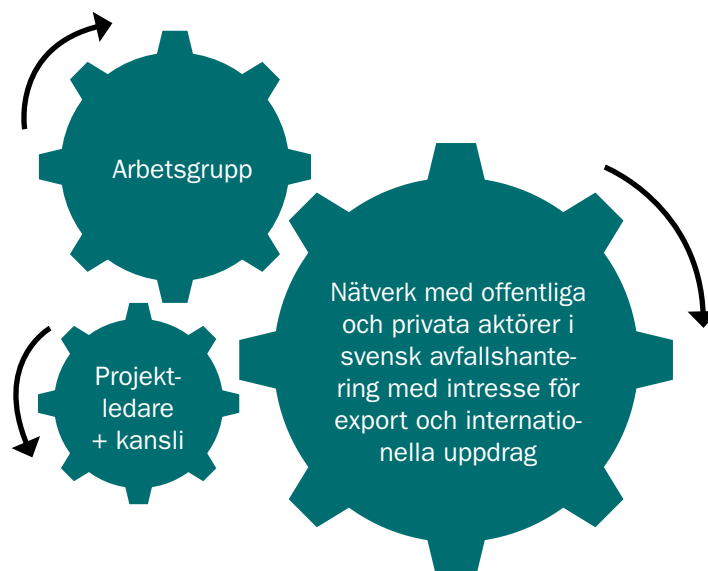 Arbetsgrupp
Projekt-
ledare
+ kansli
Nätverk med offentliga
och privata aktörer i
svensk avfallshante-
ring med intresse för
export och internatio-
nella uppdrag